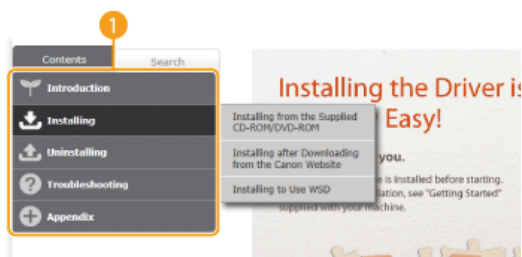 1
Contents
Search
Introduction
Installing
Uninstalling
Troubleshooting
Appendix
Installing from the Supplied
CD-ROM/DVD-ROM
Installing after Downloading
from the Canon Website
Installing to Use WSD
Installing the Driver is
Easy!
you.
is installed before starting.
see "Getting Started"
supplied with your machine.